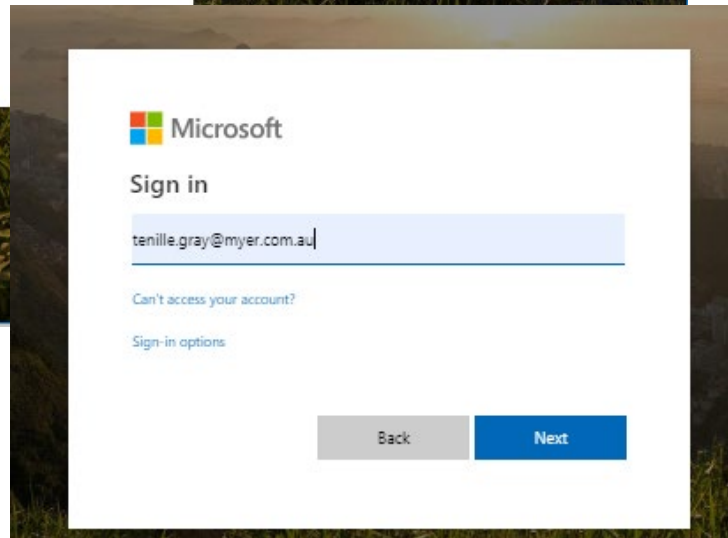 Microsoft
Sign in
tenille.gray@myer.com.au
Can't access your account?
Sign-in options
Back Next